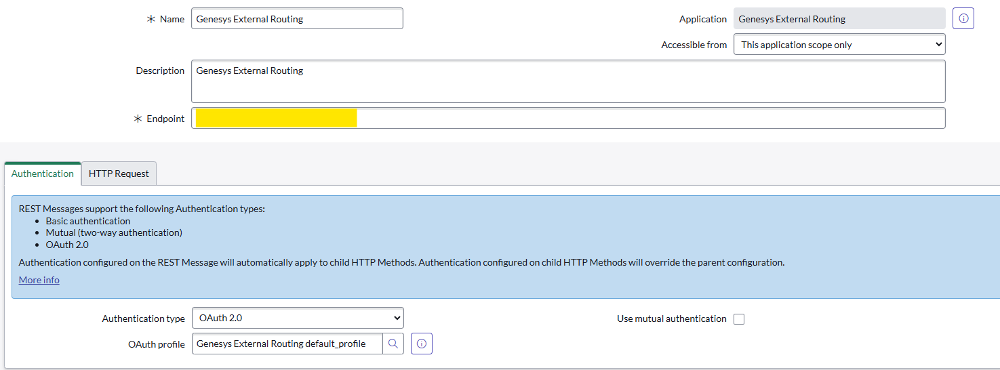 Name Genesys External Routing Application Genesys External Routing
Accessible from This application scope only
Description Genesys External Routing
Endpoint
Authentication HTTP Request
REST Messages support the following Authentication types:
• Basic authentication
• Mutual (two-way authentication)
• OAuth 2.0
Authentication configured on the REST Message will automatically apply to child HTTP Methods. Authentication configured on child HTTP Methods will override the parent configuration.
More info
Authentication type OAuth 2.0 Use mutual authentication
OAuth profile Genesys External Routing default_profile